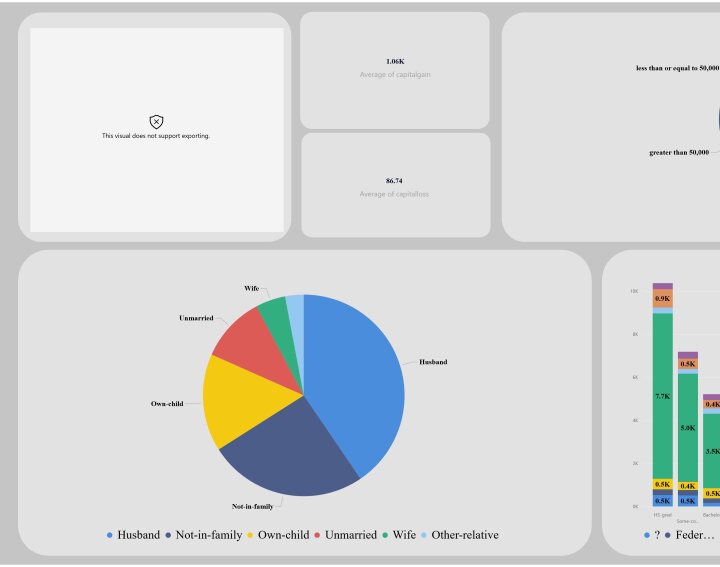 This visual does not support exporting.
1.06K
Average of capitalgain
86.74
Average of capitalloss
less than or equal to 50,000
greater than 50,000
Wife
Unmarried
Husband
Own-child
Not-in-family
Husband Not-in-family Own-child Unmarried Wife Other-relative
10K
8K
6K
4K
2K
0K
0.9K
7.7K
0.5K
0.5K
0.5K
5.0K
0.4K
0.5K
0.4K
3.5K
0.5K
HS-grad
Some-co...
Bachelo
? Feder...